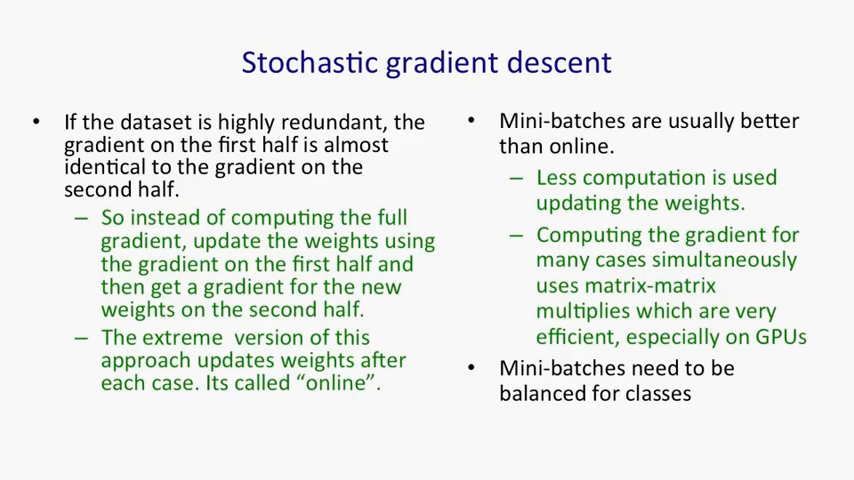 Stochastic gradient descent
• If the dataset is highly redundant, the
gradient on the first half is almost
identical to the gradient on the
second half.
– So instead of computing the full
gradient, update the weights using
the gradient on the first half and
then get a gradient for the new
weights on the second half.
– The extreme version of this
approach updates weights after
each case. Its called “online”.
• Mini-batches are usually better
than online.
– Less computation is used
updating the weights.
– Computing the gradient for
many cases simultaneously
uses matrix-matrix
multiplies which are very
efficient, especially on GPUs
• Mini-batches need to be
balanced for classes